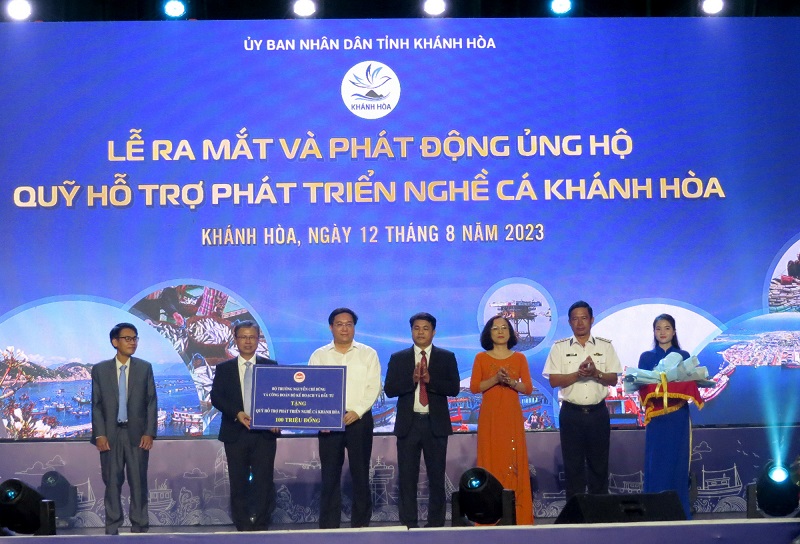 ỦY BAN NHÂN DÂN TỈNH KHÁNH HÒA
KHÁNH HÒA
LỄ RA MẮT VÀ PHÁT ĐỘNG ỦNG HỘ
QUỸ HỖ TRỢ PHÁT TRIỂN NGHỀ CÁ KHÁNH HÒA
KHÁNH HÒA, NGÀY 12 THÁNG 8 NĂM 2023
BỘ TRƯỞNG NGUYỄN CHÍ DŨNG
VÀ CÔNG ĐOÀN BỘ KẾ HOẠCH VÀ ĐẦU TƯ
TẶNG
QUỸ HỖ TRỢ PHÁT TRIỂN NGHỀ CÁ KHÁNH HÒA
100 TRIỆU ĐỒNG